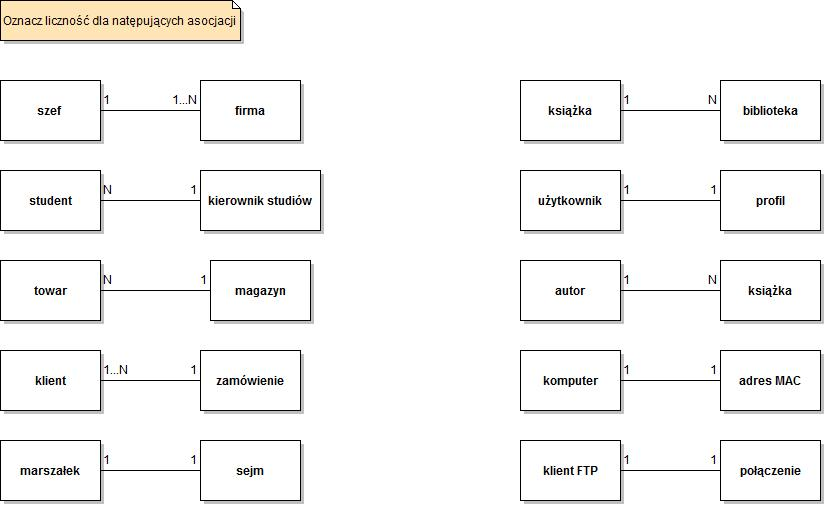 Oznacz liczność dla natępujących asocjacji
szef 1 1...N firma
książka 1 N biblioteka
student N 1 kierownik studiów
użytkownik 1 1 profil
towar N 1 magazyn
autor 1 N książka
klient 1...N 1 zamówienie
komputer 1 1 adres MAC
marszałek 1 1 sejm
klient FTP 1 1 połączenie